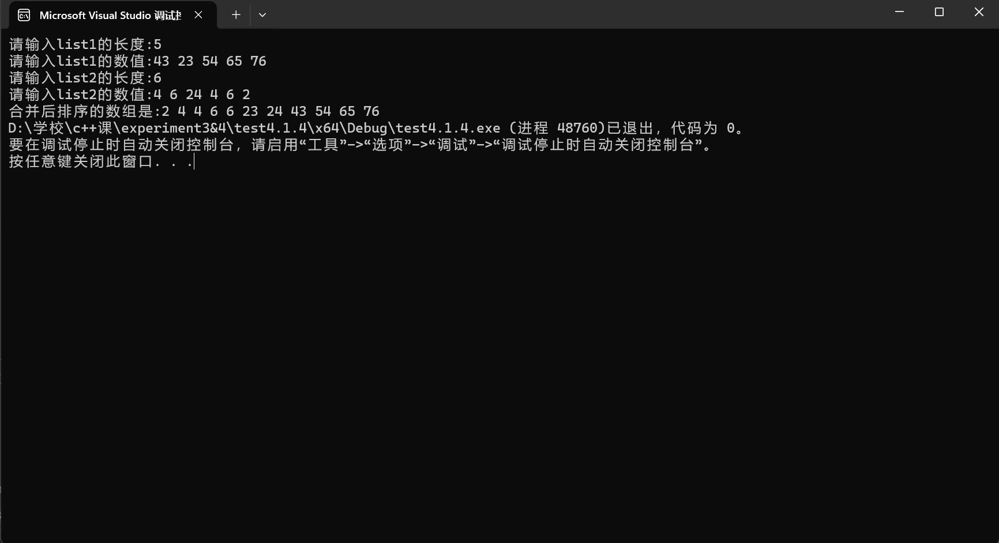 Microsoft Visual Studio 调试
请输入list1的长度:5
请输入list1的数值:43 23 54 65 76
请输入list2的长度:6
请输入list2的数值:4 6 24 4 6 2
合并后排序的数组是:2 4 4 6 6 23 24 43 54 65 76
D:\学校\c++课\experiment3&4\test4.1.4\x64\Debug\test4.1.4.exe (进程 48760)已退出，代码为 0。
要在调试停止时自动关闭控制台，请启用“工具”->“选项”->“调试”->“调试停止时自动关闭控制台”。
按任意键关闭此窗口. . .